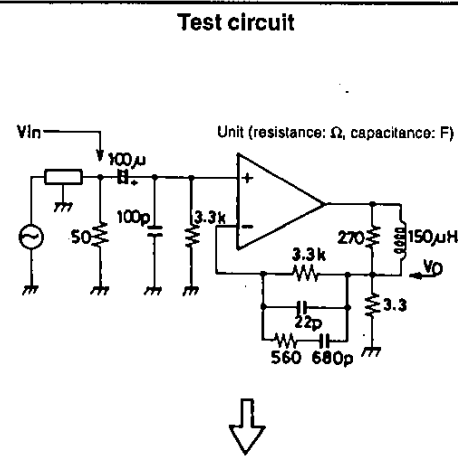 Test circuit
Unit (resistance: Ω, capacitance: F)
Vin
100μ
+
50
100p
3.3k
+
−
270
150μH
3.3k
VO
22p
3.3
560
680p